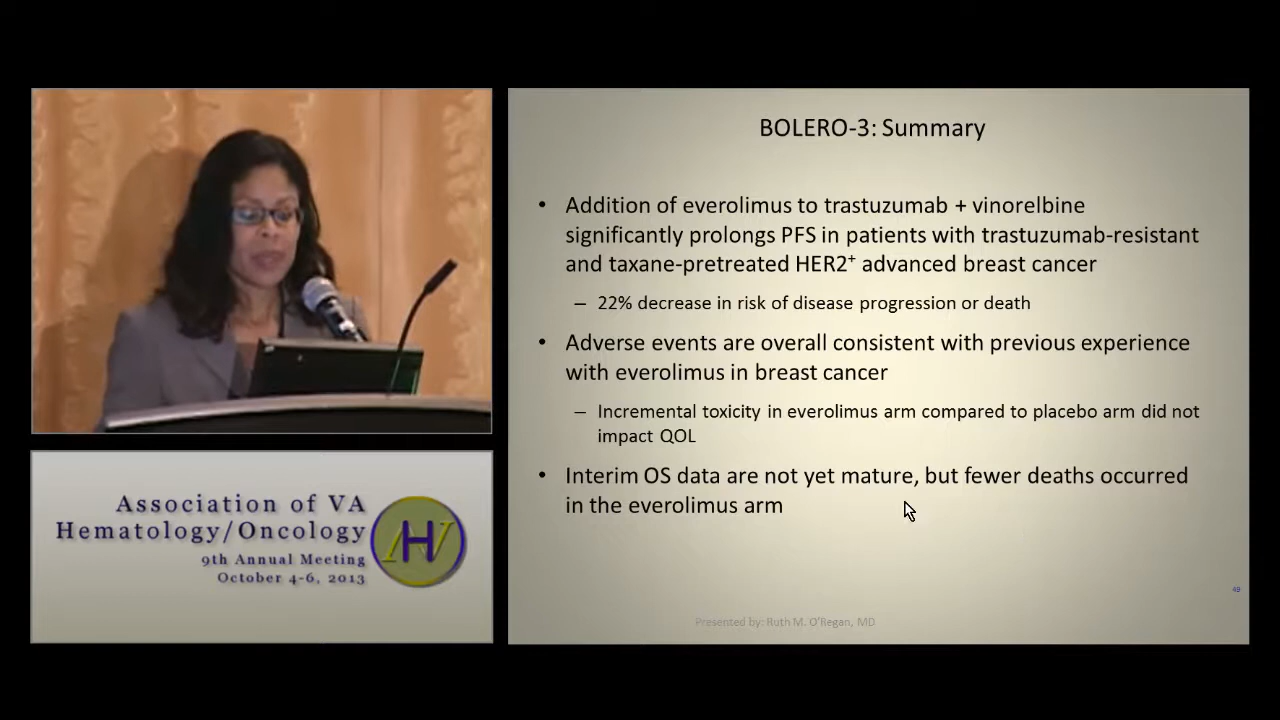 BOLERO-3: Summary
• Addition of everolimus to trastuzumab + vinorelbine
significantly prolongs PFS in patients with trastuzumab-resistant
and taxane-pretreated HER2⁺ advanced breast cancer
– 22% decrease in risk of disease progression or death
• Adverse events are overall consistent with previous experience
with everolimus in breast cancer
– Incremental toxicity in everolimus arm compared to placebo arm did not
impact QOL
• Interim OS data are not yet mature, but fewer deaths occurred
in the everolimus arm
49
Presented by: Ruth M. O'Regan, MD
Association of VA
Hematology/Oncology
9th Annual Meeting
October 4-6, 2013
AVH